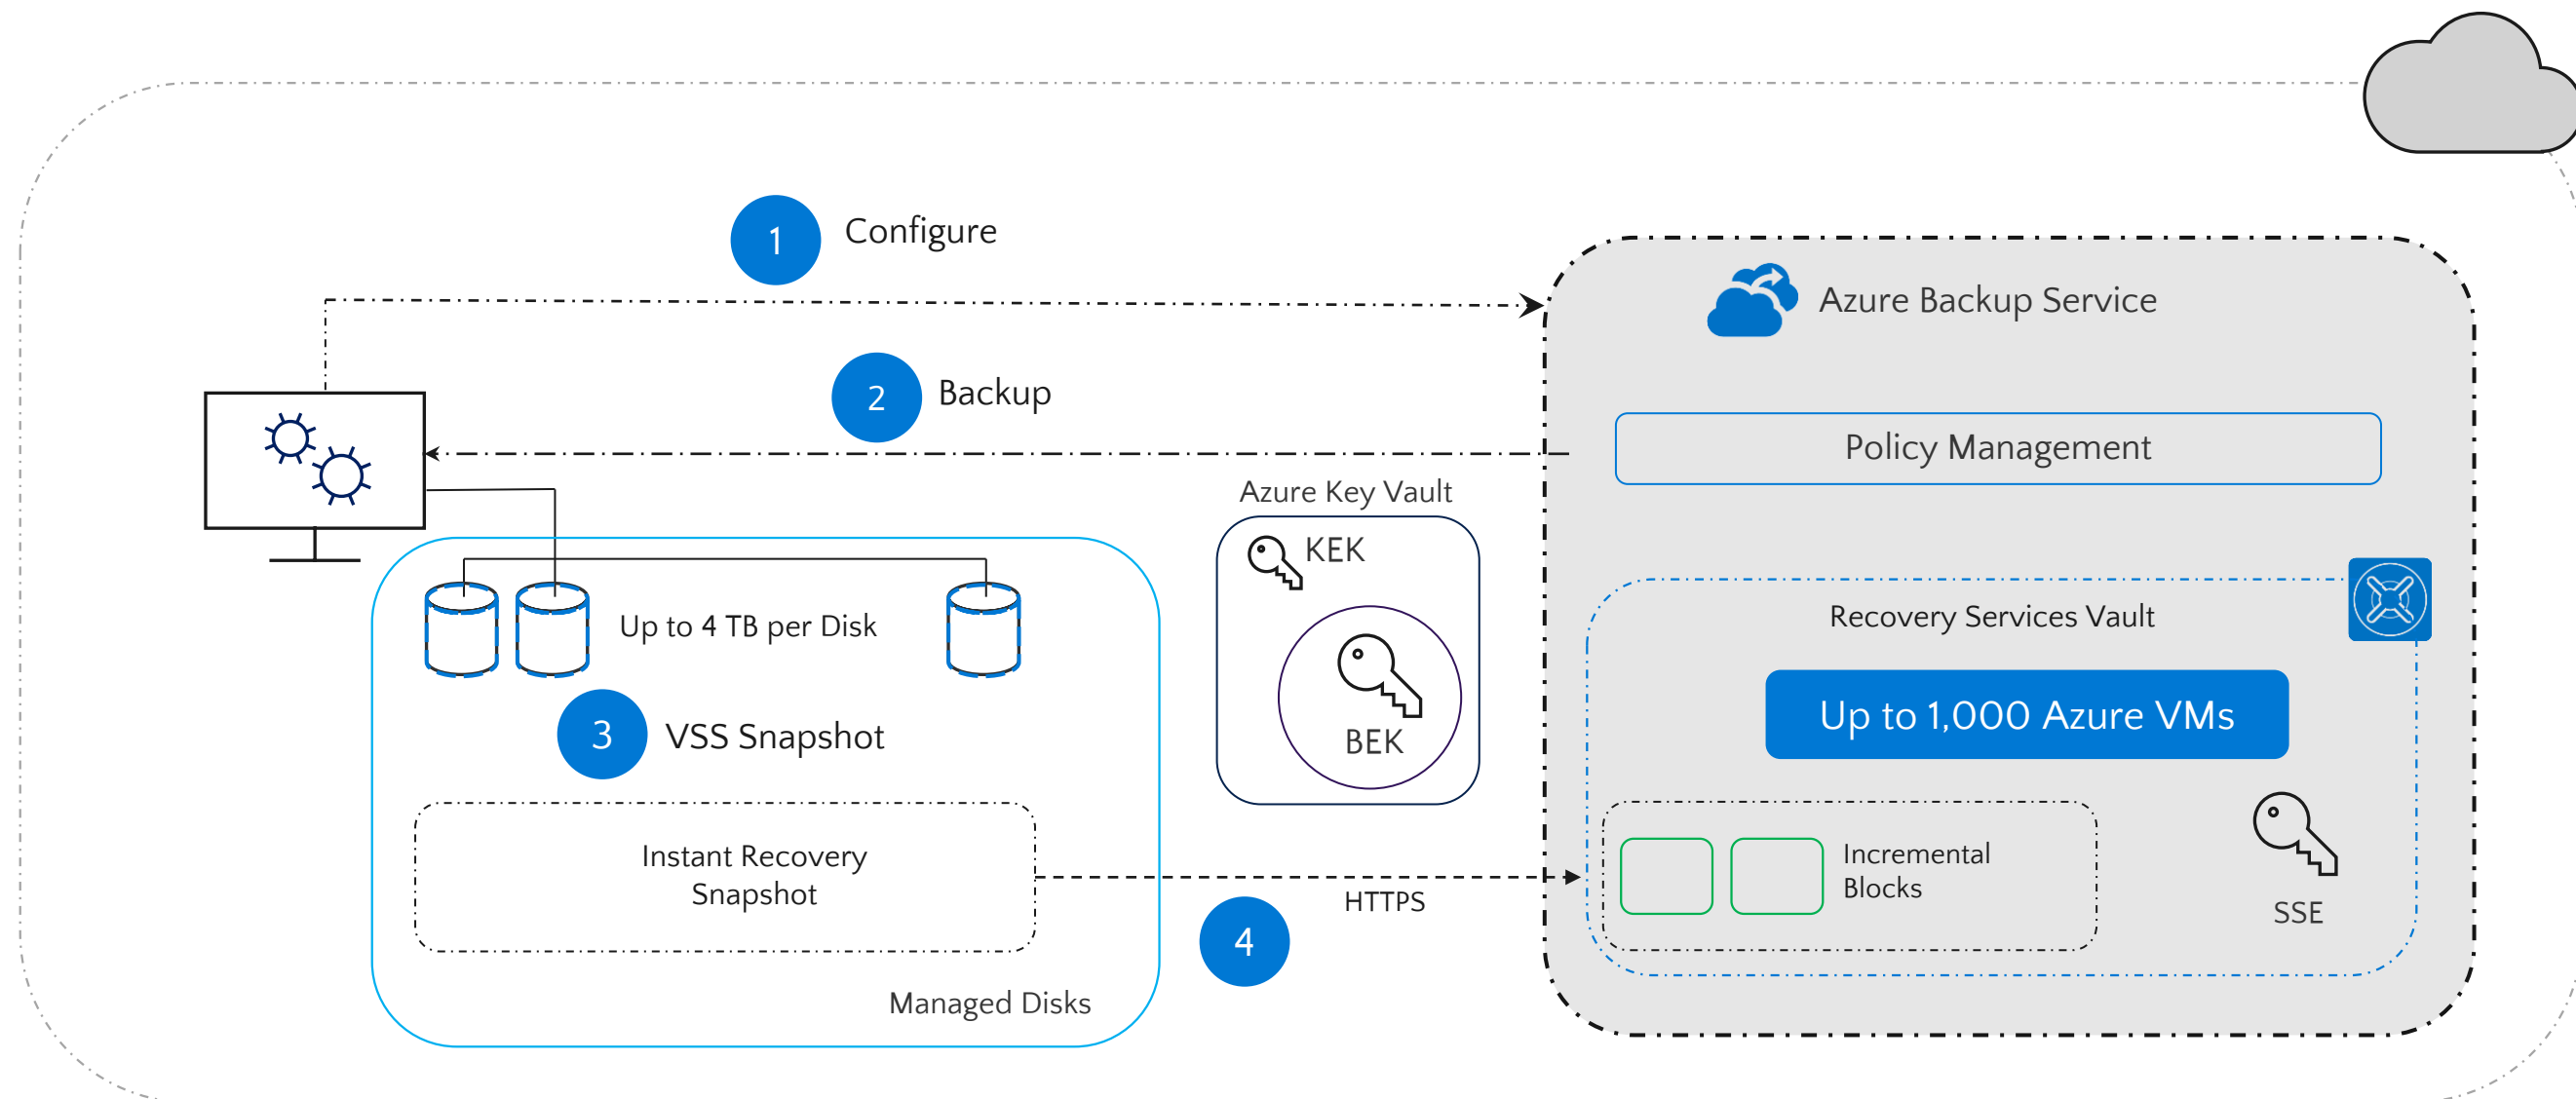 1
Configure
Azure Backup Service
2
Backup
Policy Management
Azure Key Vault
KEK
BEK
Up to 4 TB per Disk
3
VSS Snapshot
Instant Recovery
Snapshot
Managed Disks
4
HTTPS
Recovery Services Vault
Up to 1,000 Azure VMs
Incremental
Blocks
SSE